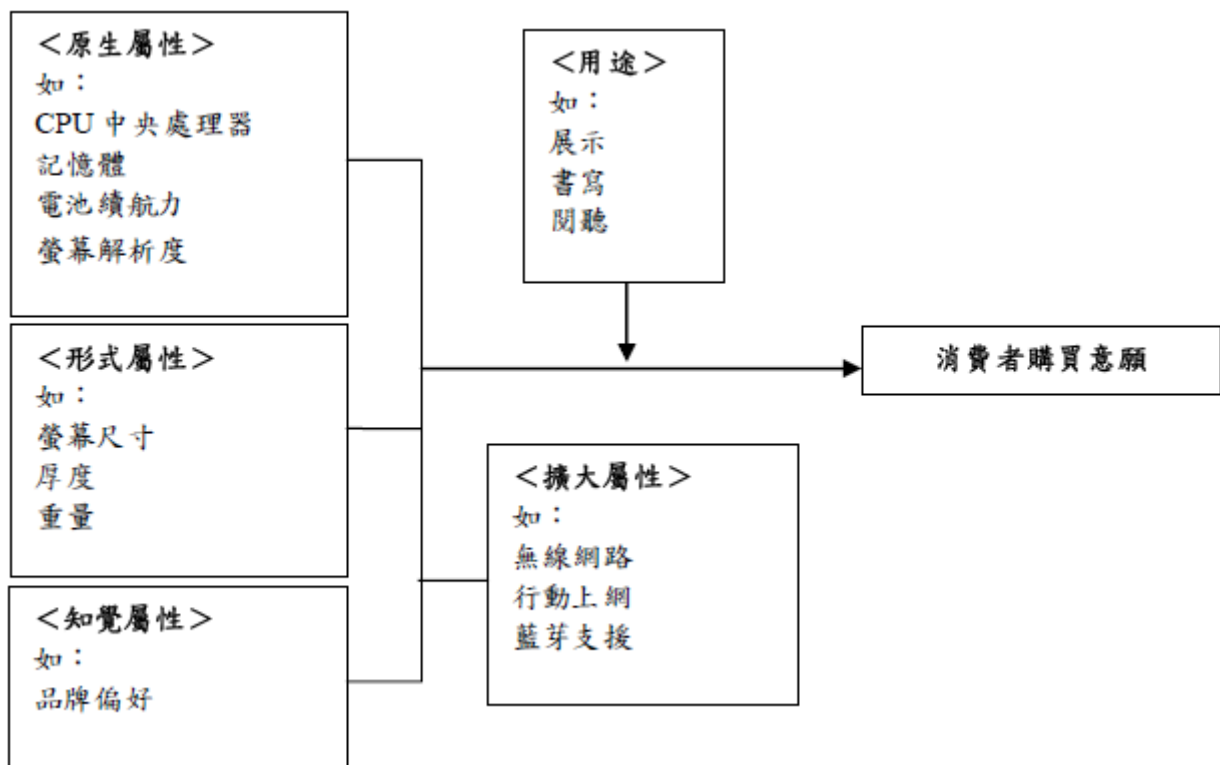 ＜原生屬性＞
如：
CPU 中央處理器
記憶體
電池續航力
螢幕解析度
＜用途＞
如：
展示
書寫
閱聽
＜形式屬性＞
如：
螢幕尺寸
厚度
重量
消費者購買意願
＜擴大屬性＞
如：
無線網路
行動上網
藍芽支援
＜知覺屬性＞
如：
品牌偏好